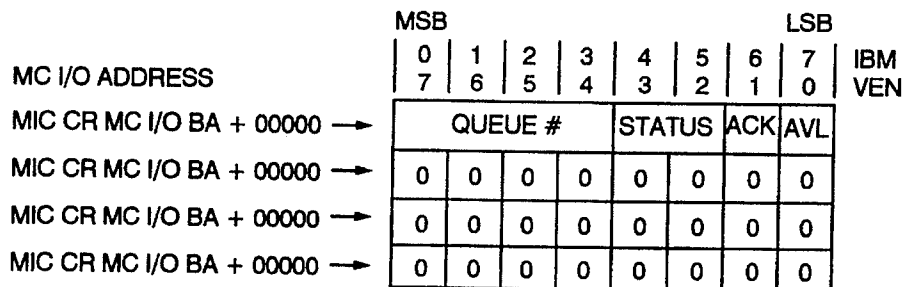 MSB LSB
0 1 2 3 4 5 6 7 IBM
MC I/O ADDRESS 7 6 5 4 3 2 1 0 VEN
MIC CR MC I/O BA + 00000 → QUEUE # STATUS ACK AVL
MIC CR MC I/O BA + 00000 → 0 0 0 0 0 0 0 0
MIC CR MC I/O BA + 00000 → 0 0 0 0 0 0 0 0
MIC CR MC I/O BA + 00000 → 0 0 0 0 0 0 0 0